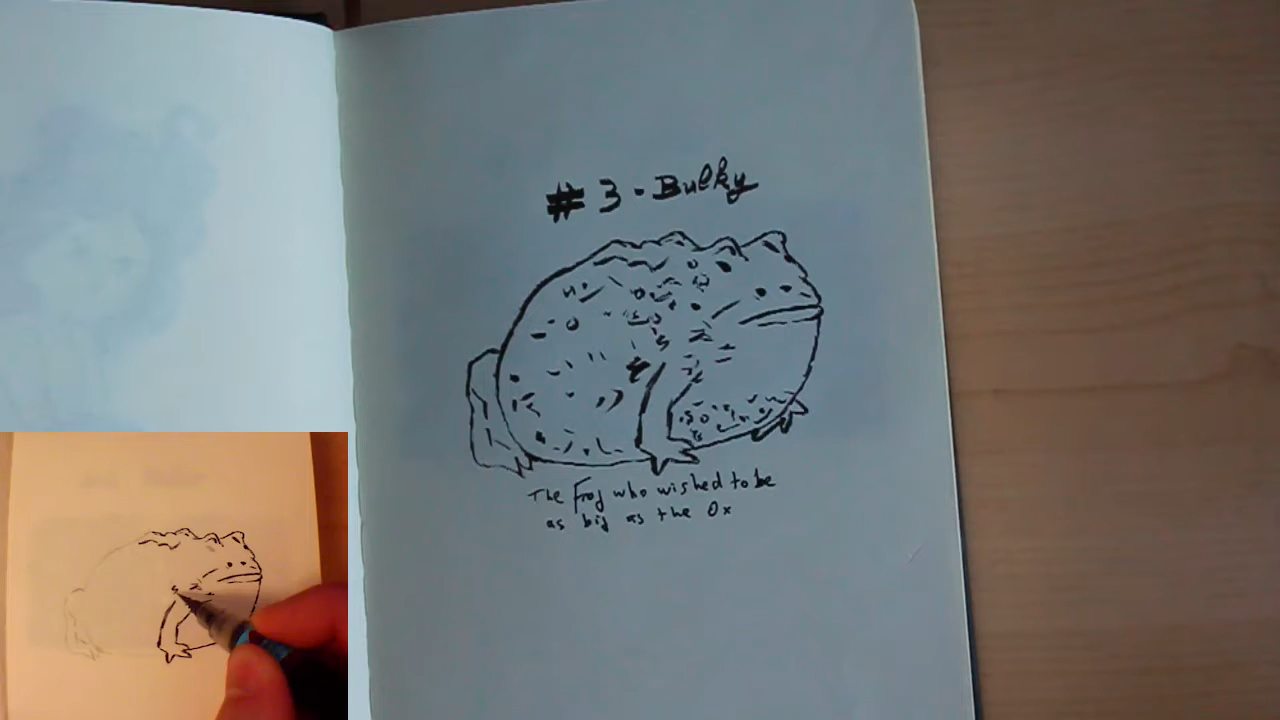 # 3 - Bulky
The Frog who wished to be
as big as the Ox